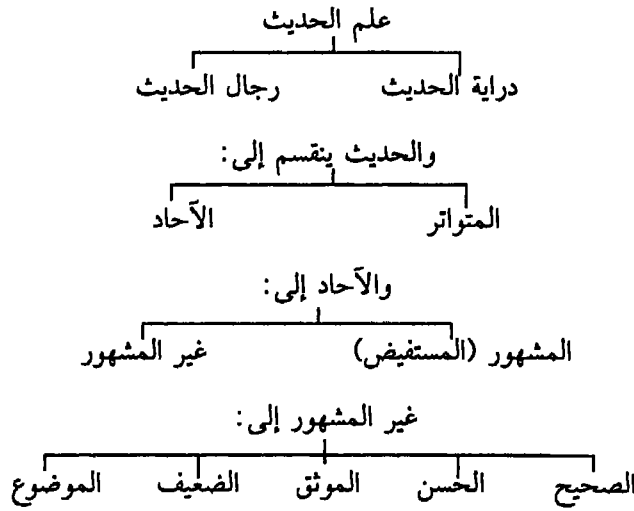 علم الحديث
دراية الحديث رجال الحديث
والحديث ينقسم إلى:
المتواتر الآحاد
والآحاد إلى:
المشهور (المستفيض) غير المشهور
غير المشهور إلى:
الصحيح الحسن الموثق الضعيف الموضوع